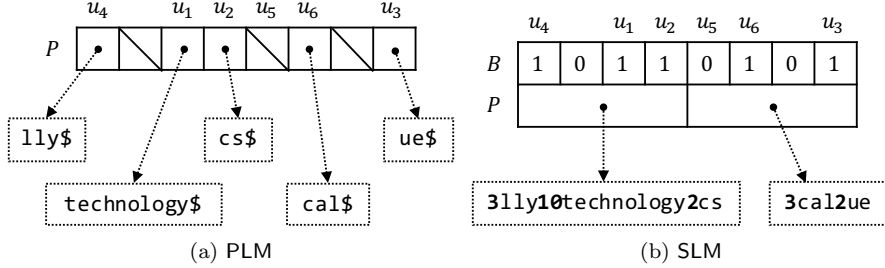 u4 u1 u2 u5 u6 u3
P
lly$ cs$ ue$
technology$ cal$
(a) PLM
u4 u1 u2 u5 u6 u3
B 1 0 1 1 0 1 0 1
P
3lly10technology2cs 3cal2ue
(b) SLM